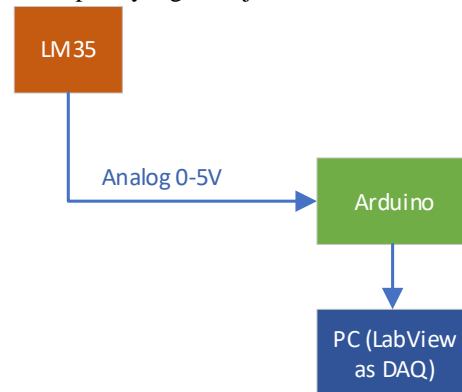 LM35
Analog 0-5V
Arduino
PC (LabView
as DAQ)